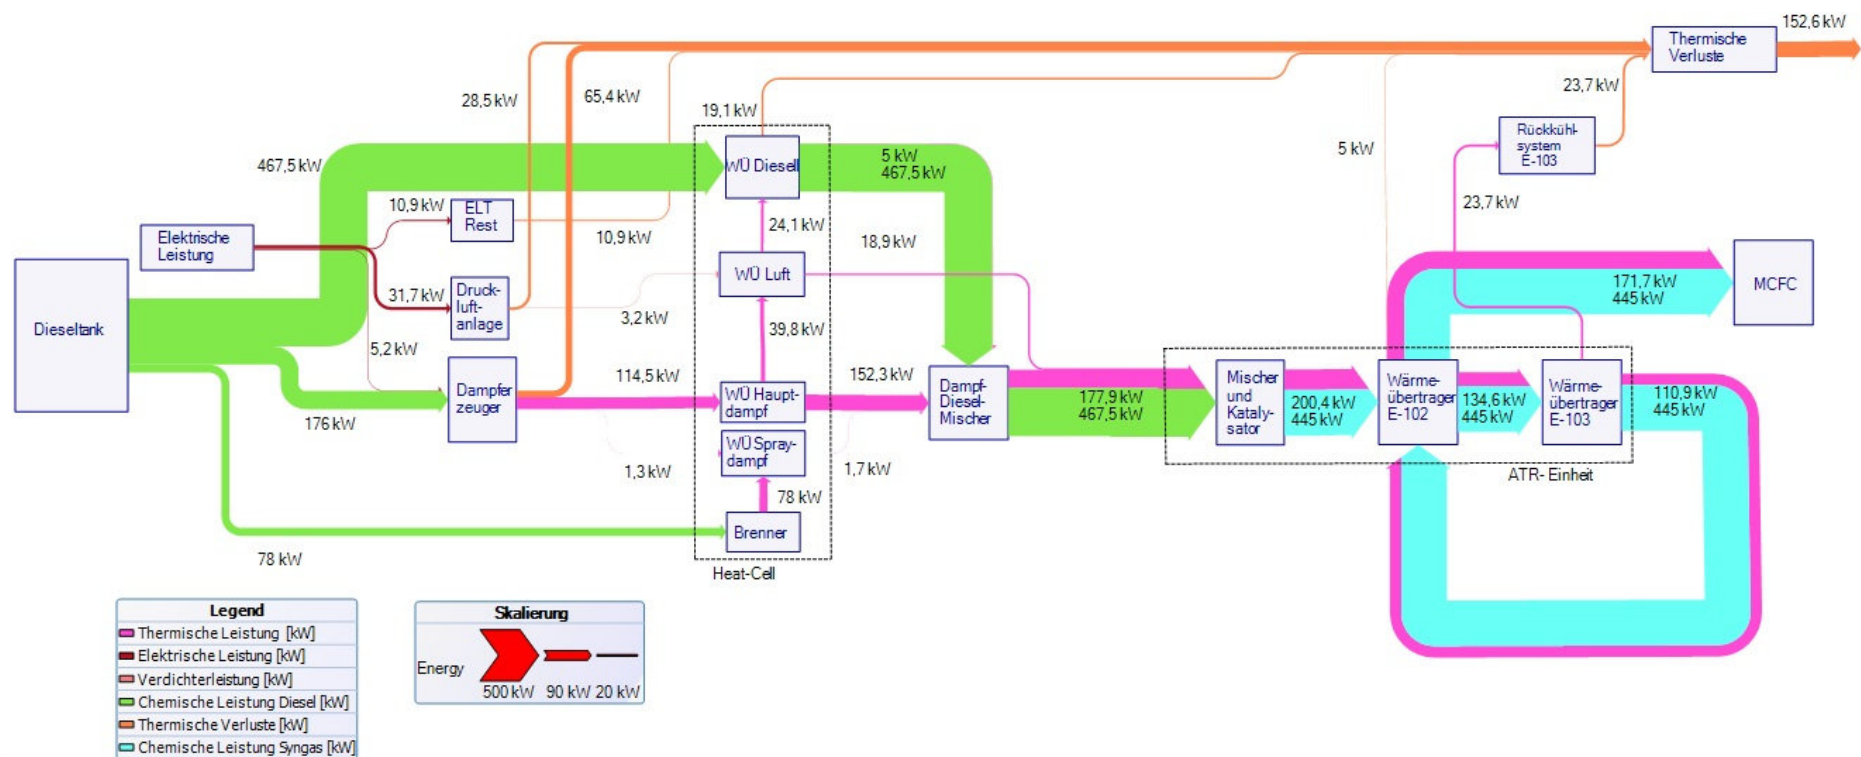 152,6 kW
Thermische
Verluste
28,5 kW
65,4 kW
23,7 kW
19,1 kW
Rückkühl-
system
E-103
467,5 kW
WÜ Diesell
5 kW
467,5 kW
5 kW
10,9 kW
ELT
Rest
24,1 kW
23,7 kW
Elektrische
Leistung
10,9 kW
18,9 kW
WÜ Luft
171,7 kW
445 kW
MCFC
Dieseltank
31,7 kW
Druck-
luft-
anlage
3,2 kW
39,8 kW
5,2 kW
Dampfer
zeuger
114,5 kW
WÜ Haupt-
dampf
152,3 kW
Dampf-
Diesel-
Mischer
177,9 kW
467,5 kW
Mischer
und
Kataly-
sator
200,4 kW
445 kW
Wärme-
übertrager
E-102
134,6 kW
445 kW
Wärme-
übertrager
E-103
110,9 kW
445 kW
176 kW
1,3 kW
WÜ Spray-
dampf
1,7 kW
ATR- Einheit
78 kW
Brenner
78 kW
Heat-Cell
Legend
Thermische Leistung [kW]
Elektrische Leistung [kW]
Verdichterleistung [kW]
Chemische Leistung Diesel [kW]
Thermische Verluste [kW]
Chemische Leistung Syngas [kW]
Skalierung
Energy
500 kW 90 kW 20 kW